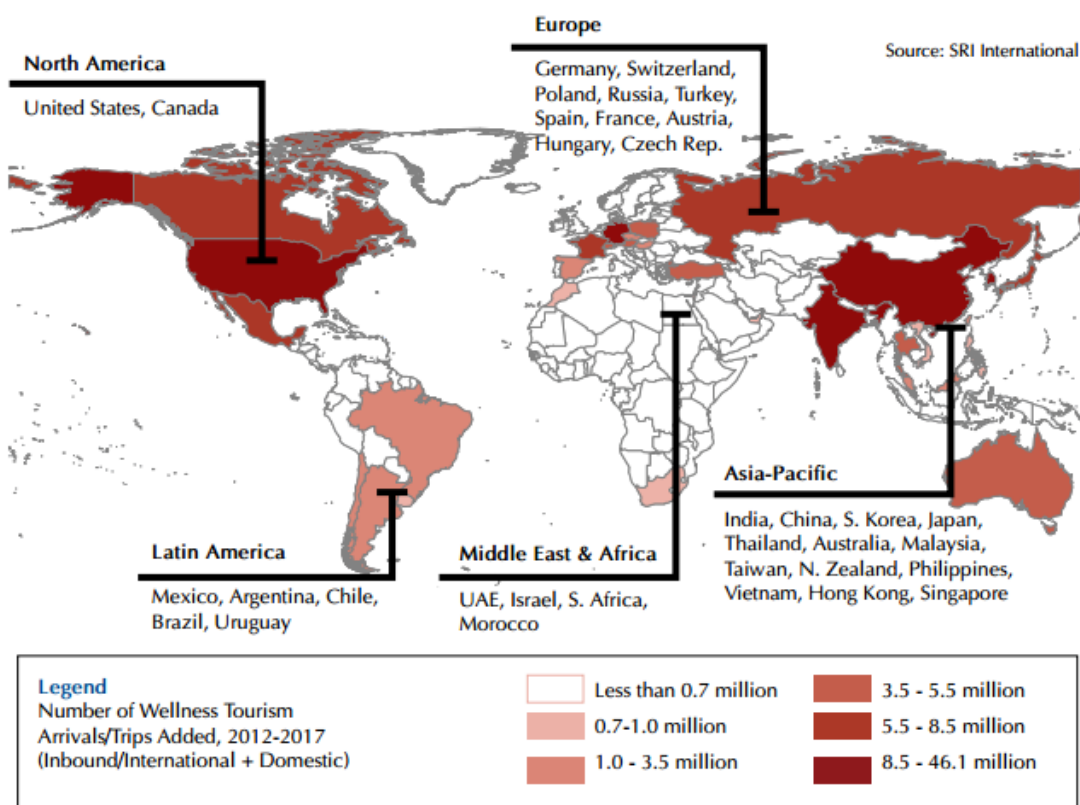 Europe
Source: SRI International
North America
Germany, Switzerland,
Poland, Russia, Turkey,
Spain, France, Austria,
Hungary, Czech Rep.
United States, Canada
Asia-Pacific
India, China, S. Korea, Japan,
Thailand, Australia, Malaysia,
Taiwan, N. Zealand, Philippines,
Vietnam, Hong Kong, Singapore
Latin America
Mexico, Argentina, Chile,
Brazil, Uruguay
Middle East & Africa
UAE, Israel, S. Africa,
Morocco
Legend
Number of Wellness Tourism
Arrivals/Trips Added, 2012-2017
(Inbound/International + Domestic)
Less than 0.7 million
0.7-1.0 million
1.0 - 3.5 million
3.5 - 5.5 million
5.5 - 8.5 million
8.5 - 46.1 million